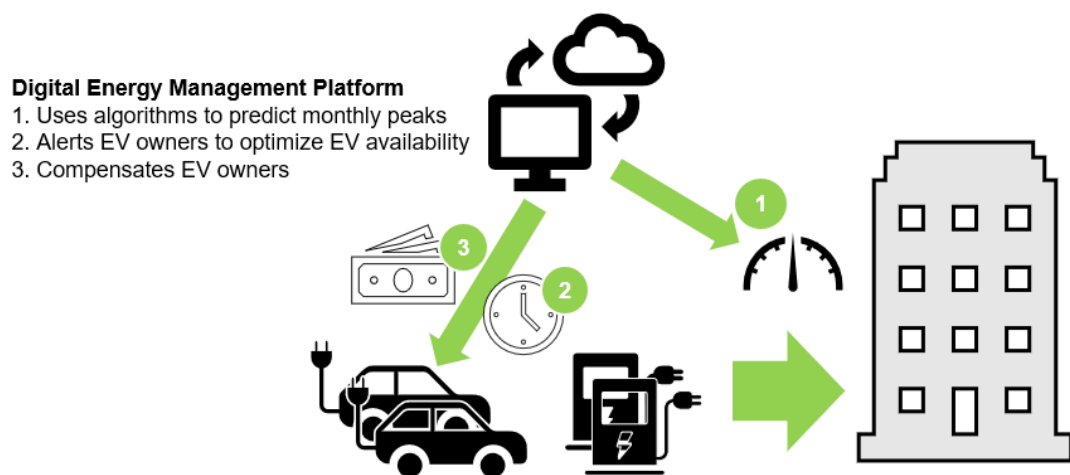 Digital Energy Management Platform
1. Uses algorithms to predict monthly peaks
2. Alerts EV owners to optimize EV availability
3. Compensates EV owners
1
3
2